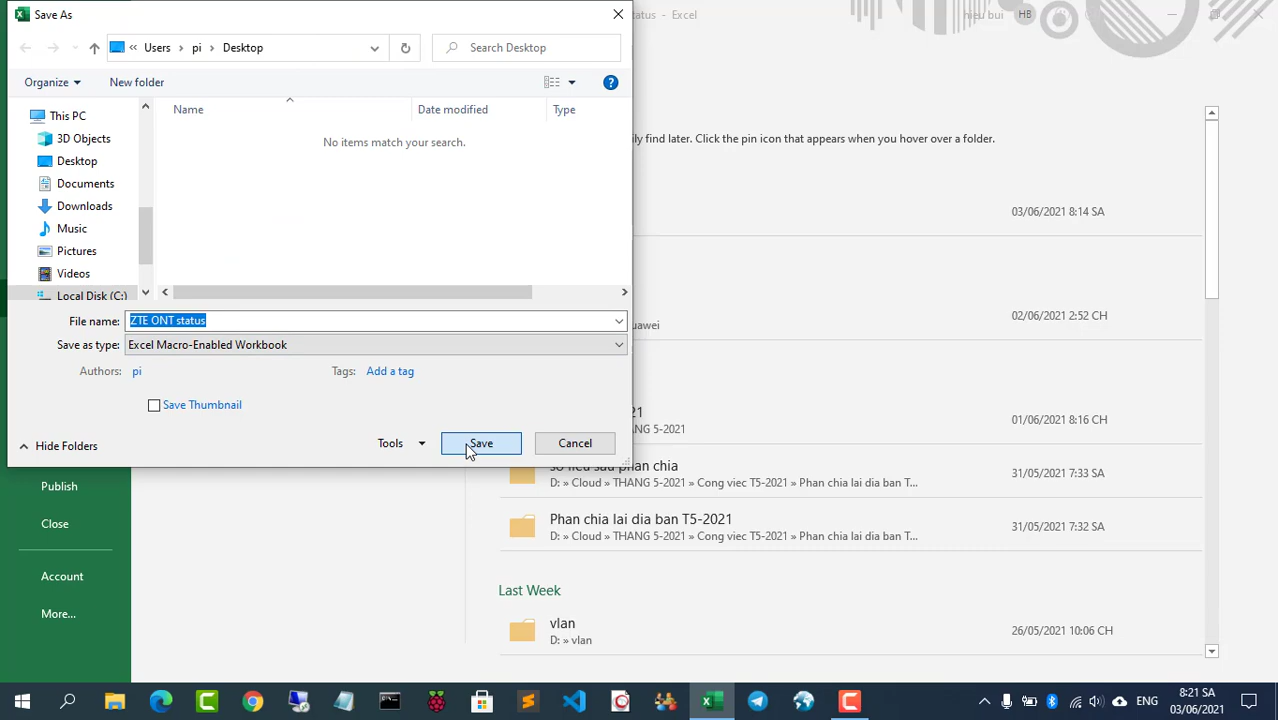 Save As
tatus - Excel
hieu bui
HB
Users
pi
Desktop
Search Desktop
Organize
New folder
Name
Date modified
Type
This PC
3D Objects
Desktop
Documents
Downloads
Music
Pictures
Videos
Local Disk (C:)
No items match your search.
File name:
ZTE ONT status
Save as type:
Excel Macro-Enabled Workbook
Authors:
pi
Tags:
Add a tag
Save Thumbnail
Hide Folders
Tools
Save
Cancel
Publish
Close
Account
More...
ily find later. Click the pin icon that appears when you hover over a folder.
03/06/2021 8:14 SA
uawei
02/06/2021 2:52 CH
21
ANG 5-2021
01/06/2021 8:16 CH
so lieu sau phan chia
D: » Cloud » THANG 5-2021 » Cong viec T5-2021 » Phan chia lai dia ban T...
31/05/2021 7:33 SA
Phan chia lai dia ban T5-2021
D: » Cloud » THANG 5-2021 » Cong viec T5-2021 » Phan chia lai dia ban T...
31/05/2021 7:32 SA
Last Week
vlan
D: » vlan
26/05/2021 10:06 CH
ENG
8:21 SA
03/06/2021